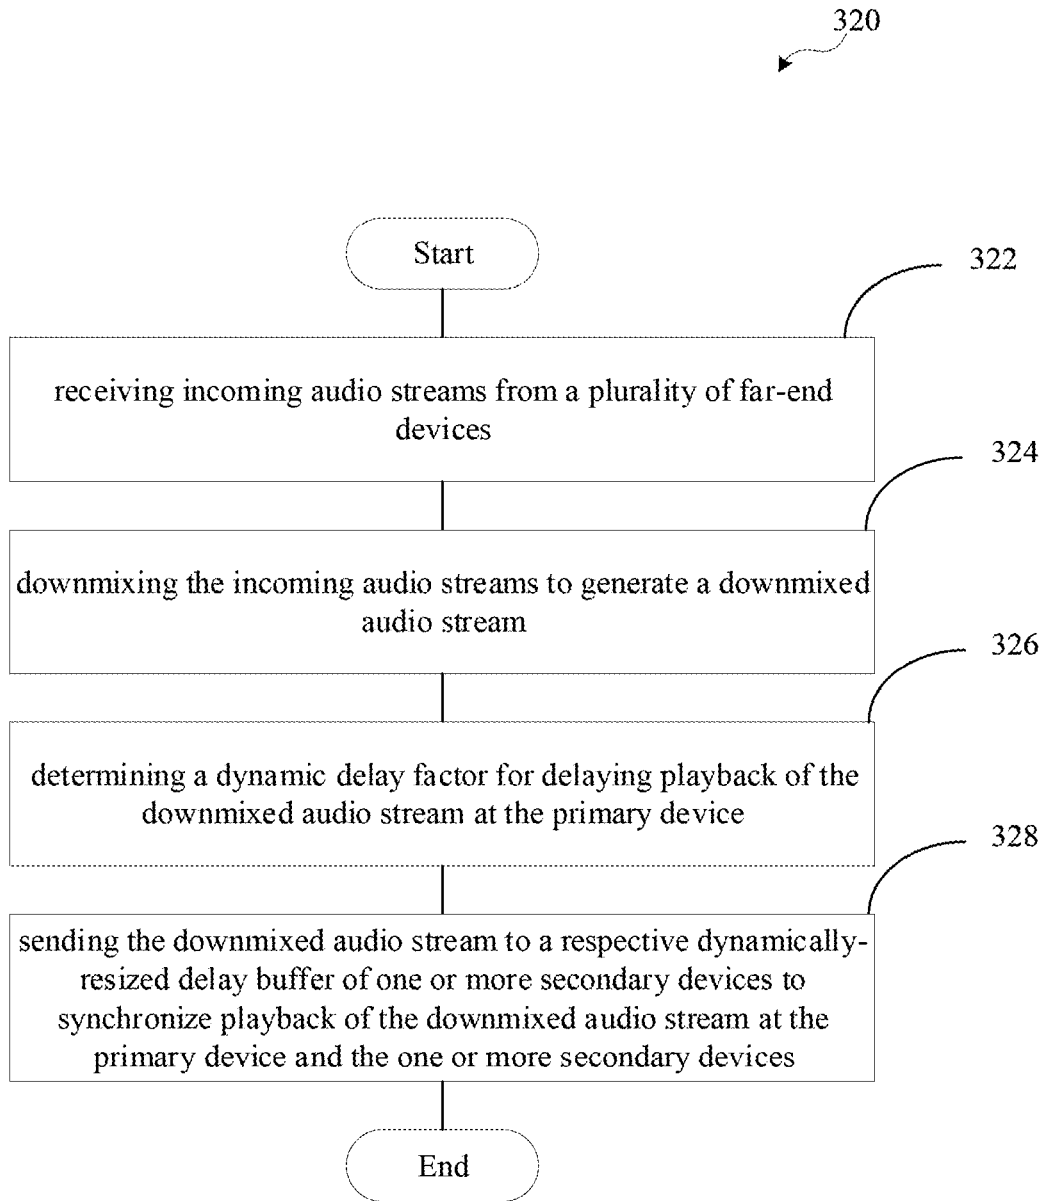 320
Start
322
receiving incoming audio streams from a plurality of far-end
devices
324
downmixing the incoming audio streams to generate a downmixed
audio stream
326
determining a dynamic delay factor for delaying playback of the
downmixed audio stream at the primary device
328
sending the downmixed audio stream to a respective dynamically-
resized delay buffer of one or more secondary devices to
synchronize playback of the downmixed audio stream at the
primary device and the one or more secondary devices
End